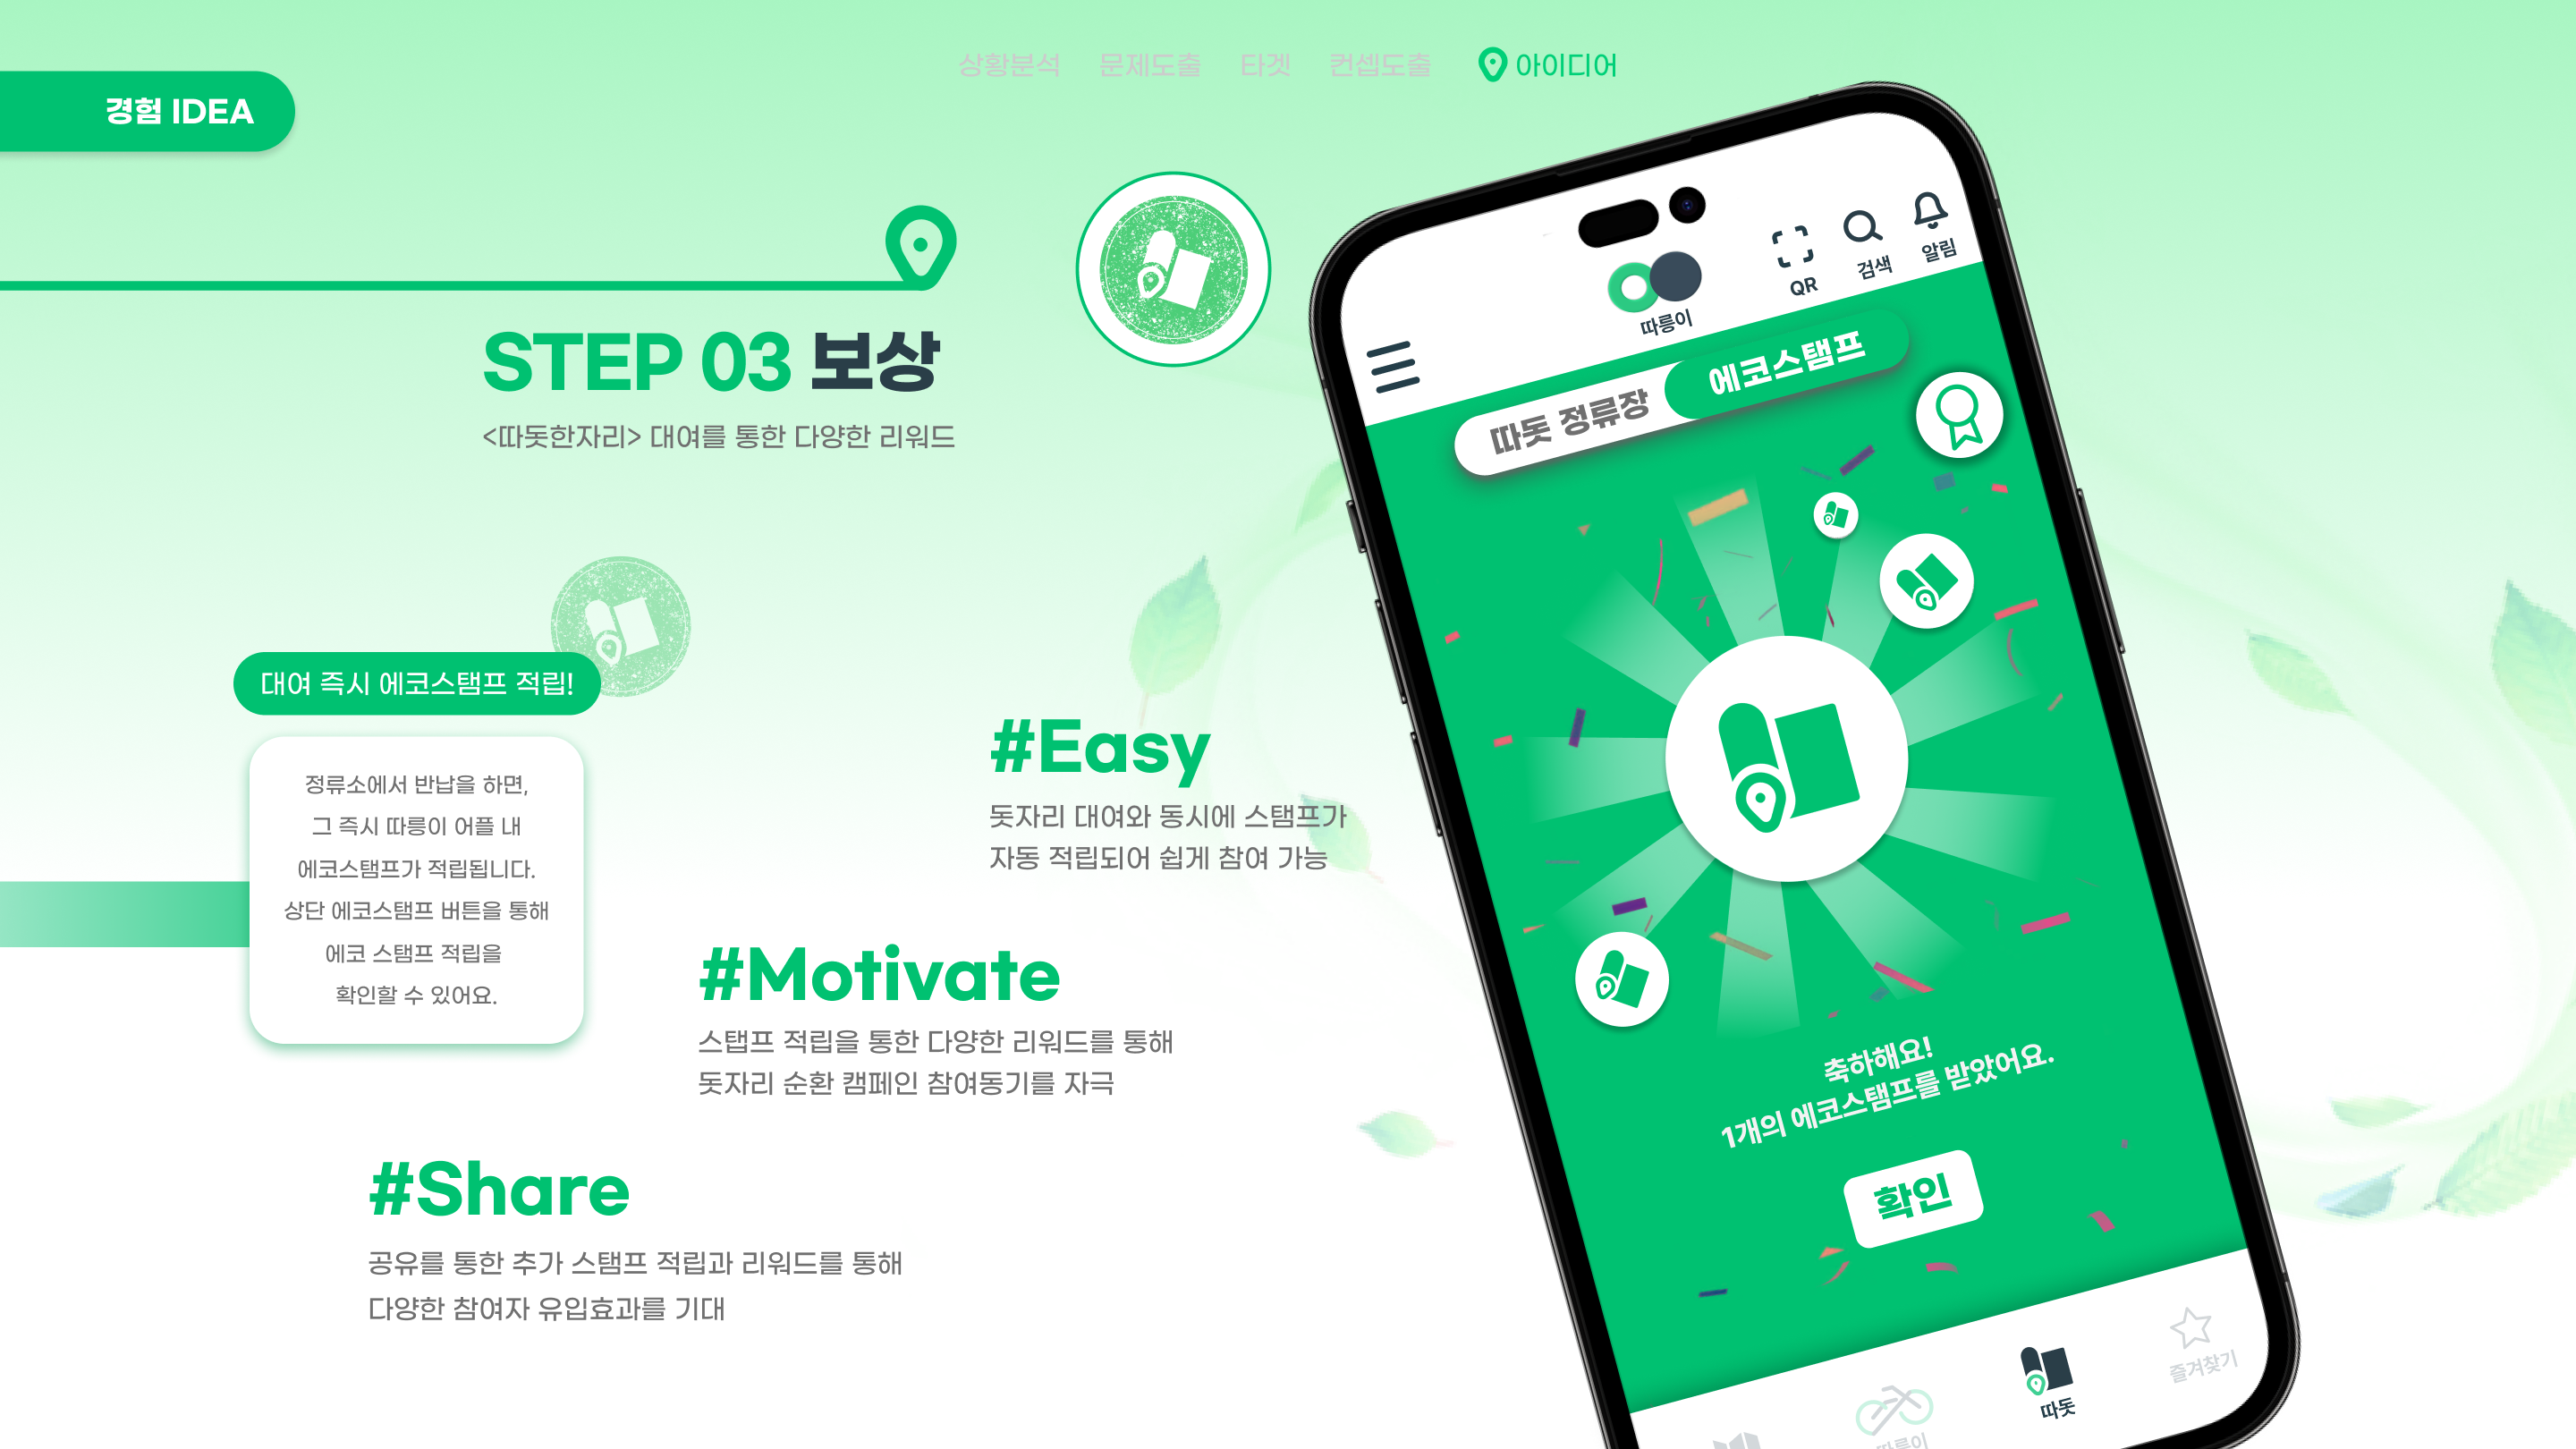 상황분석 문제도출 타겟 컨셉도출 아이디어
경험 IDEA
STEP 03 보상
<따돗한자리> 대여를 통한 다양한 리워드
대여 즉시 에코스탬프 적립!
정류소에서 반납을 하면,
그 즉시 따릉이 어플 내
에코스탬프가 적립됩니다.
상단 에코스탬프 버튼을 통해
에코 스탬프 적립을
확인할 수 있어요.
#Easy
돗자리 대여와 동시에 스탬프가
자동 적립되어 쉽게 참여 가능
#Motivate
스탭프 적립을 통한 다양한 리워드를 통해
돗자리 순환 캠페인 참여동기를 자극
#Share
공유를 통한 추가 스탬프 적립과 리워드를 통해
다양한 참여자 유입효과를 기대
따릉이
QR
검색
알림
따돗 정류장
에코스탬프
축하해요!
1개의 에코스탬프를 받았어요.
확인
따릉이
따돗
즐겨찾기